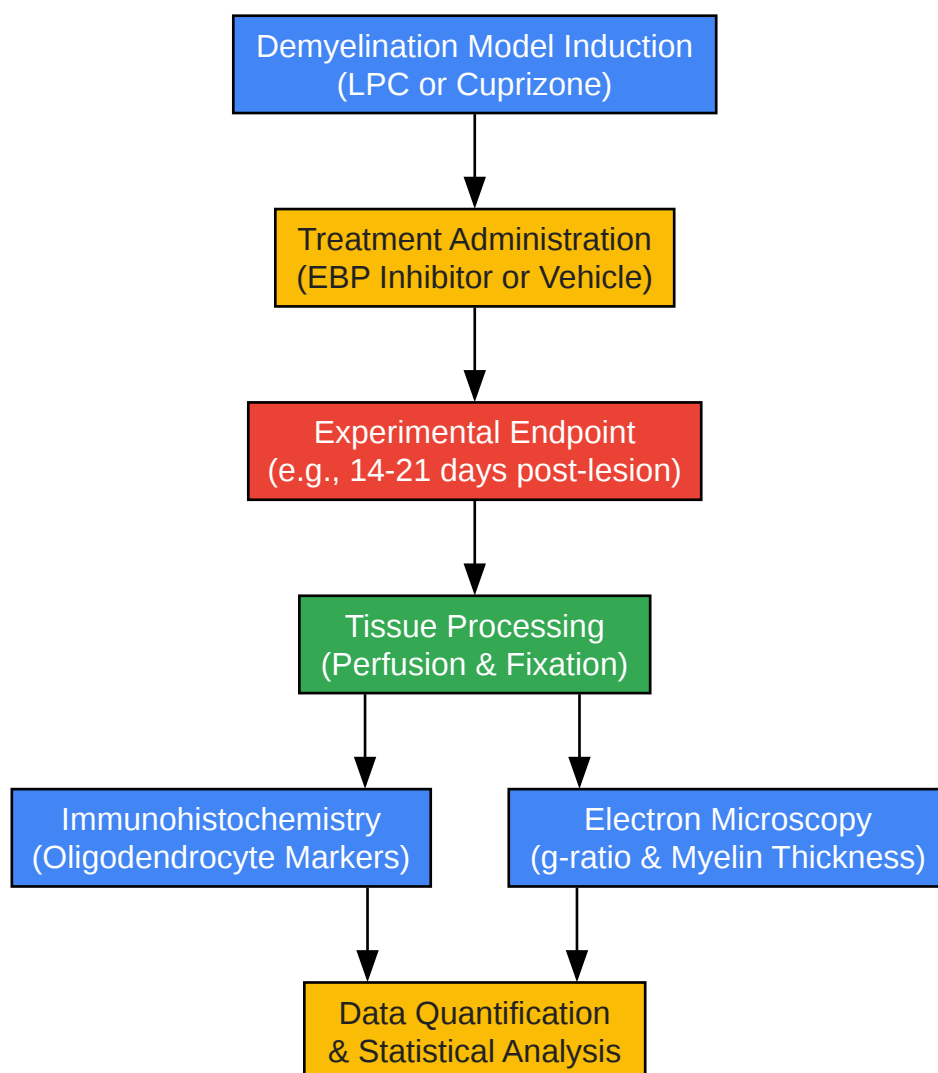 Demyelination Model Induction
(LPC or Cuprizone)
Treatment Administration
(EBP Inhibitor or Vehicle)
Experimental Endpoint
(e.g., 14-21 days post-lesion)
Tissue Processing
(Perfusion & Fixation)
Immunohistochemistry
(Oligodendrocyte Markers)
Electron Microscopy
(g-ratio & Myelin Thickness)
Data Quantification
& Statistical Analysis